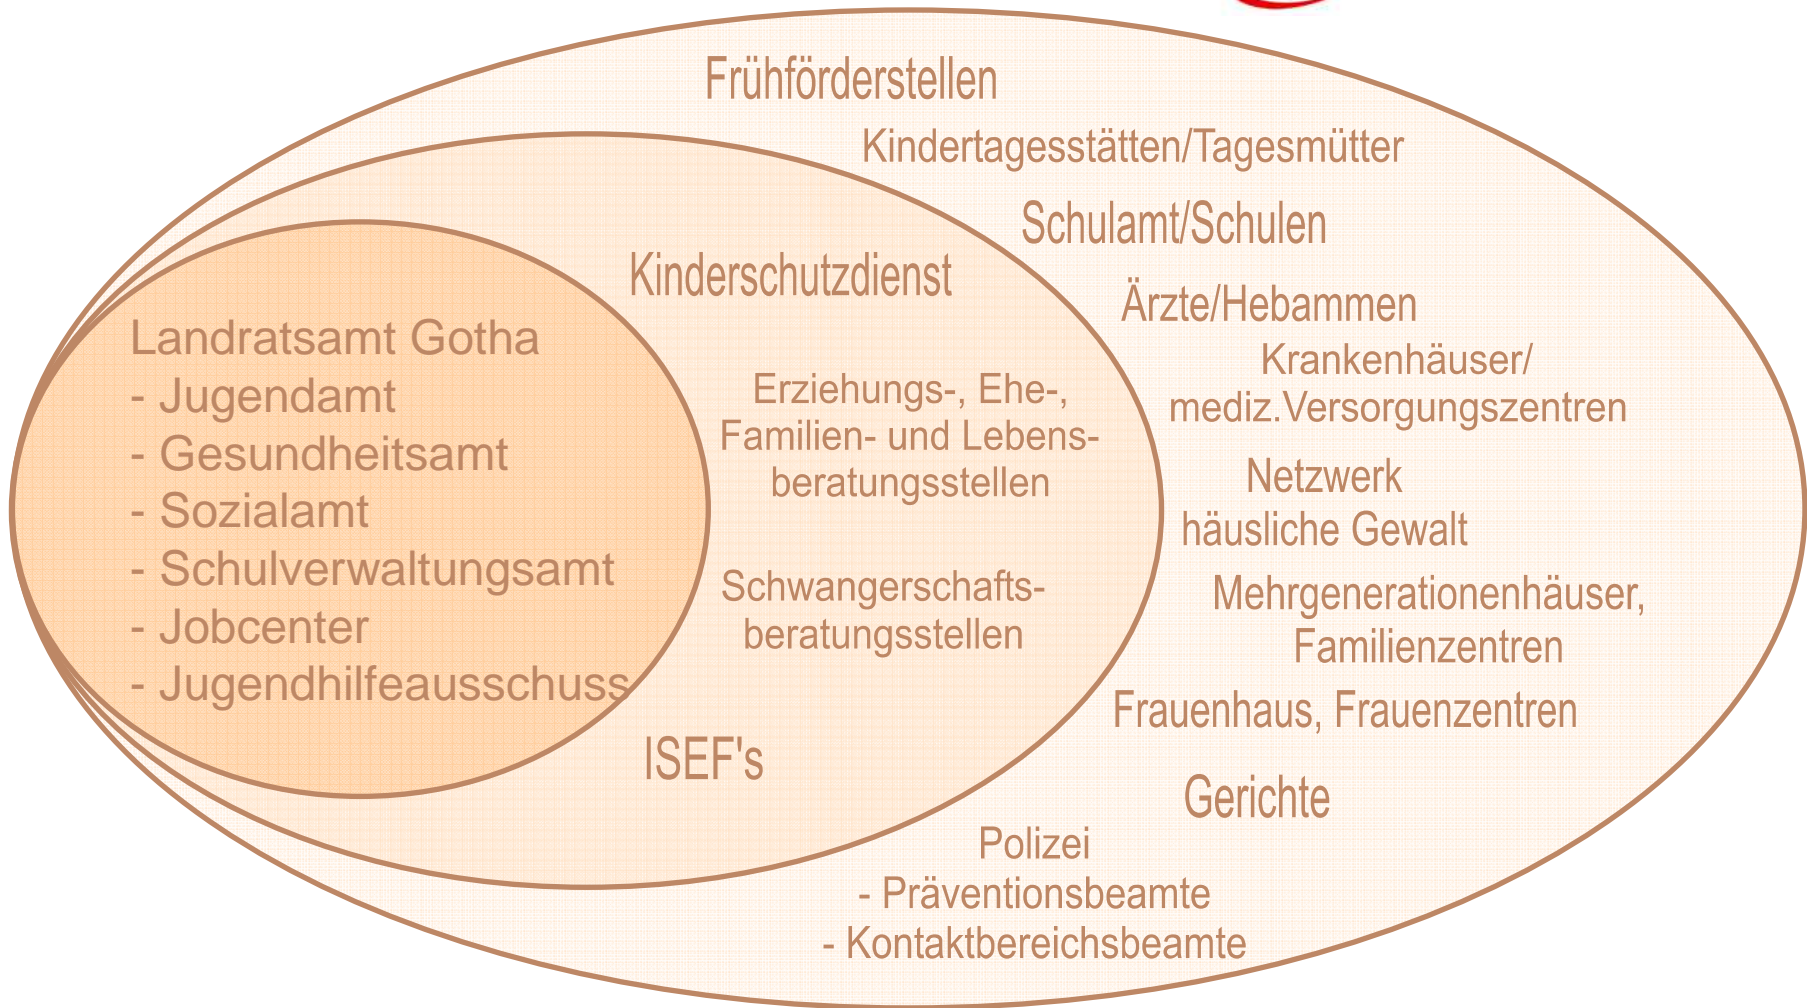 Frühförderstellen
Kindertagesstätten/Tagesmütter
Schulamt/Schulen
Ärzte/Hebammen
Krankenhäuser/
mediz.Versorgungszentren
Netzwerk
häusliche Gewalt
Mehrgenerationenhäuser,
Familienzentren
Frauenhaus, Frauenzentren
Gerichte
Polizei
- Präventionsbeamte
- Kontaktbereichsbeamte
Kinderschutzdienst
Erziehungs-, Ehe-,
Familien- und Lebens-
beratungsstellen
Schwangerschafts-
beratungsstellen
ISEF's
Landratsamt Gotha
- Jugendamt
- Gesundheitsamt
- Sozialamt
- Schulverwaltungsamt
- Jobcenter
- Jugendhilfeausschuss